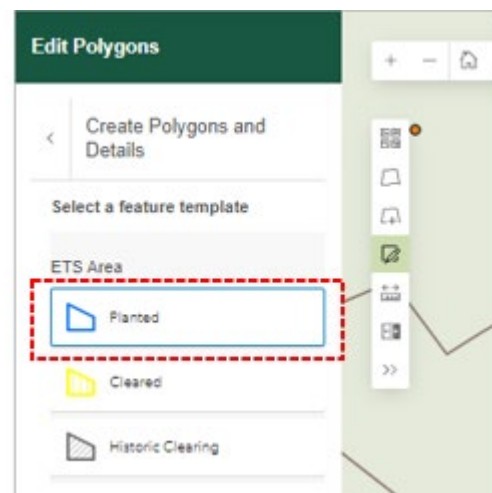 Edit Polygons
Create Polygons and
Details
Select a feature template
ETS Area
Planted
Cleared
Historic Clearing